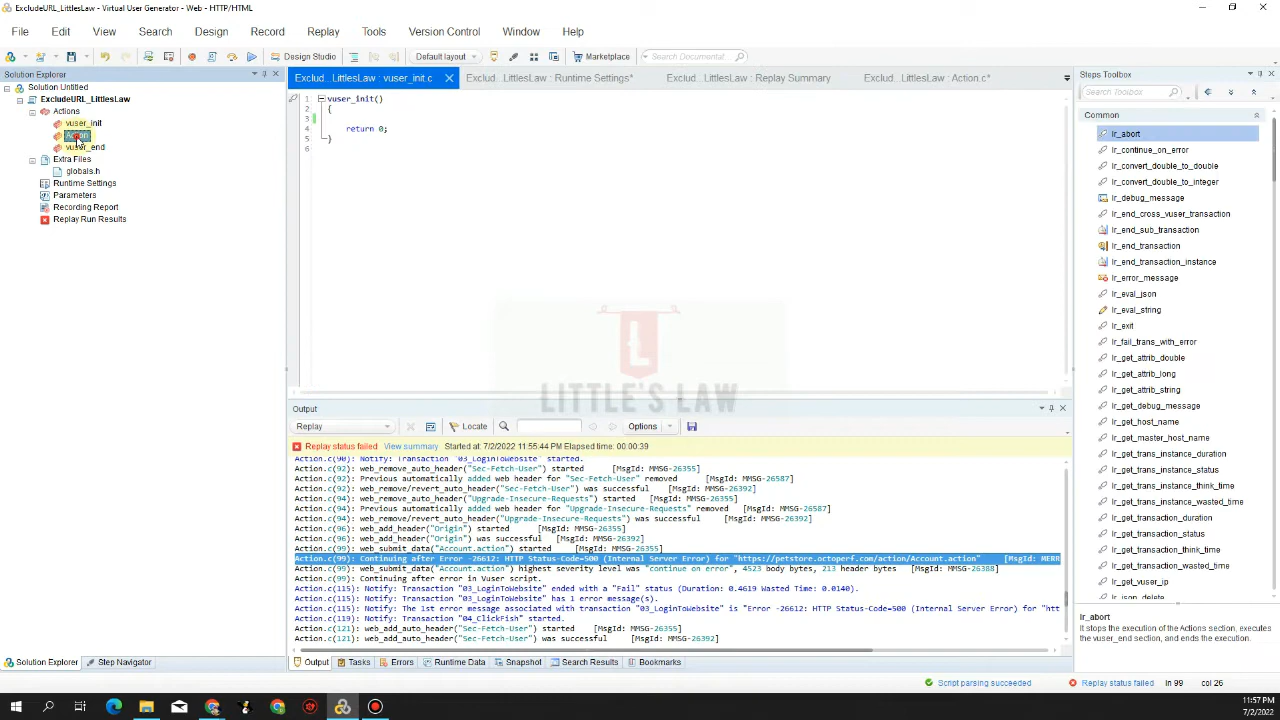 ExcludeURL_LittlesLaw - Virtual User Generator - Web - HTTP/HTML
File Edit View Search Design Record Replay Tools Version Control Window Help
Design Studio Default layout Marketplace Search Documentat
Solution Explorer
Solution Untitled
ExcludeURL_LittlesLaw
Actions
vuser_init
Action
vuser_end
Extra Files
globals.h
Runtime Settings
Parameters
Recording Report
Replay Run Results
Solution Explorer Step Navigator
Exclud...LittlesLaw : vuser_init.c Exclud...LittlesLaw : Runtime Settings* Exclud...LittlesLaw : Replay Summary Exclud...LittlesLaw : Action.c*
1 vuser_init()
2 {
3
4 return 0;
5 }
6
L
LITTLE'S LAW
Output
Replay Locate Options
Replay status failed View summary Started at: 7/2/2022 11:55:44 PM Elapsed time: 00:00:39
Action.c(90): Notify: Transaction "03_LoginToWebsite" started.
Action.c(92): web_remove_auto_header("Sec-Fetch-User") started [MsgId: MMSG-26355]
Action.c(92): Previous automatically added web header for "Sec-Fetch-User" removed [MsgId: MMSG-26587]
Action.c(92): web_remove/revert_auto_header("Sec-Fetch-User") was successful [MsgId: MMSG-26392]
Action.c(94): web_remove_auto_header("Upgrade-Insecure-Requests") started [MsgId: MMSG-26355]
Action.c(94): Previous automatically added web header for "Upgrade-Insecure-Requests" removed [MsgId: MMSG-26587]
Action.c(94): web_remove/revert_auto_header("Upgrade-Insecure-Requests") was successful [MsgId: MMSG-26392]
Action.c(96): web_add_header("Origin") started [MsgId: MMSG-26355]
Action.c(96): web_add_header("Origin") was successful [MsgId: MMSG-26392]
Action.c(99): web_submit_data("Account.action") started [MsgId: MMSG-26355]
Action.c(99): Continuing after Error -26612: HTTP Status-Code=500 (Internal Server Error) for "https://petstore.octoperf.com/action/Account.action" [MsgId: MERR
Action.c(99): web_submit_data("Account.action") highest severity level was "continue on error", 4523 body bytes, 213 header bytes [MsgId: MMSG-26388]
Action.c(99): Continuing after error in Vuser script.
Action.c(115): Notify: Transaction "03_LoginToWebsite" ended with a "Fail" status (Duration: 0.4619 Wasted Time: 0.0140).
Action.c(115): Notify: Transaction "03_LoginToWebsite" has 1 error message(s).
Action.c(115): Notify: The 1st error message associated with transaction "03_LoginToWebsite" is "Error -26612: HTTP Status-Code=500 (Internal Server Error) for "htt
Action.c(119): Notify: Transaction "04_ClickFish" started.
Action.c(121): web_add_auto_header("Sec-Fetch-User") started [MsgId: MMSG-26355]
Action.c(121): web_add_auto_header("Sec-Fetch-User") was successful [MsgId: MMSG-26392]
Output Tasks Errors Runtime Data Snapshot Search Results Bookmarks
Steps Toolbox
Search Toolbox
Common
lr_abort
lr_continue_on_error
lr_convert_double_to_double
lr_convert_double_to_integer
lr_debug_message
lr_end_cross_vuser_transaction
lr_end_sub_transaction
lr_end_transaction
lr_end_transaction_instance
lr_error_message
lr_eval_json
lr_eval_string
lr_exit
lr_fail_trans_with_error
lr_get_attrib_double
lr_get_attrib_long
lr_get_attrib_string
lr_get_debug_message
lr_get_host_name
lr_get_master_host_name
lr_get_trans_instance_duration
lr_get_trans_instance_status
lr_get_trans_instance_think_time
lr_get_trans_instance_wasted_time
lr_get_transaction_duration
lr_get_transaction_status
lr_get_transaction_think_time
lr_get_transaction_wasted_time
lr_get_vuser_ip
lr_json_delete
lr_abort
It stops the execution of the Actions section, executes the vuser_end section, and ends the execution.
Script parsing succeeded Replay status failed ln 99 col 26
11:57 PM
7/2/2022